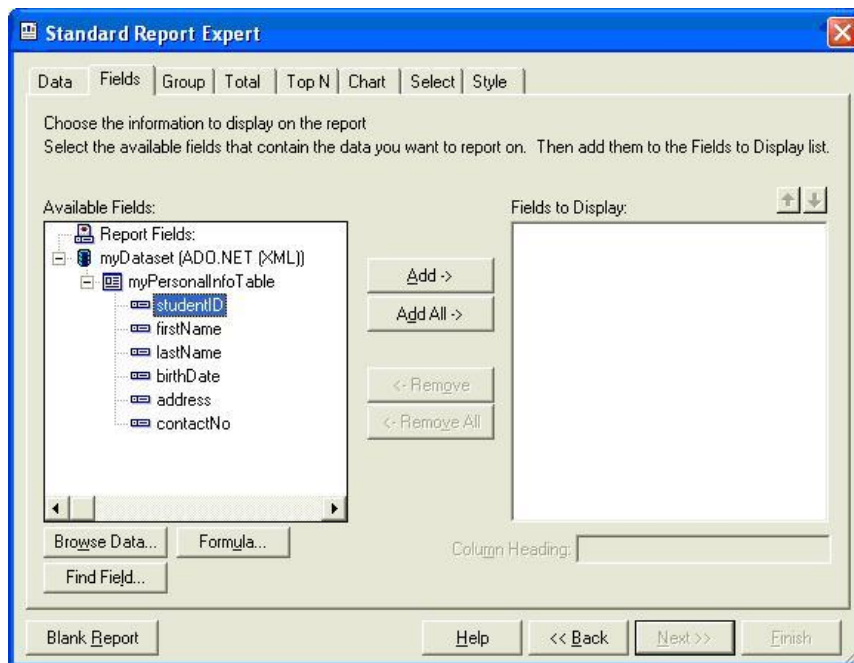 Standard Report Expert
Data Fields Group Total Top N Chart Select Style
Choose the information to display on the report
Select the available fields that contain the data you want to report on. Then add them to the Fields to Display list.
Available Fields:
Report Fields:
myDataset (ADO.NET (XML))
myPersonalInfoTable
studentID
firstName
lastName
birthDate
address
contactNo
Browse Data... Formula...
Find Field...
Add ->
Add All ->
<- Remove
<- Remove All
Fields to Display:
Column Heading:
Blank Report Help << Back Next >> Finish